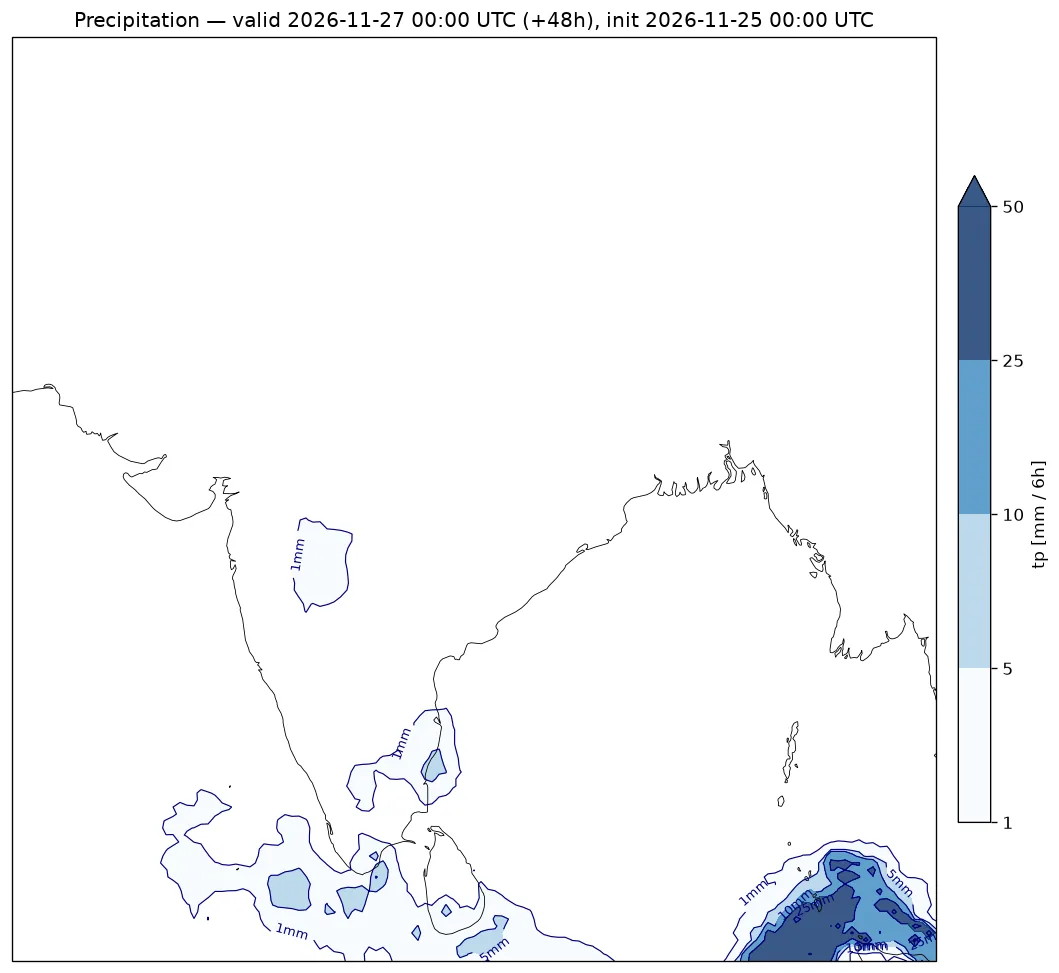 Precipitation — valid 2026-11-27 00:00 UTC (+48h), init 2026-11-25 00:00 UTC
50
25
10
5
1
tp [mm / 6h]
1mm
1mm
1mm
5mm
1mm
5mm
10mm
25mm